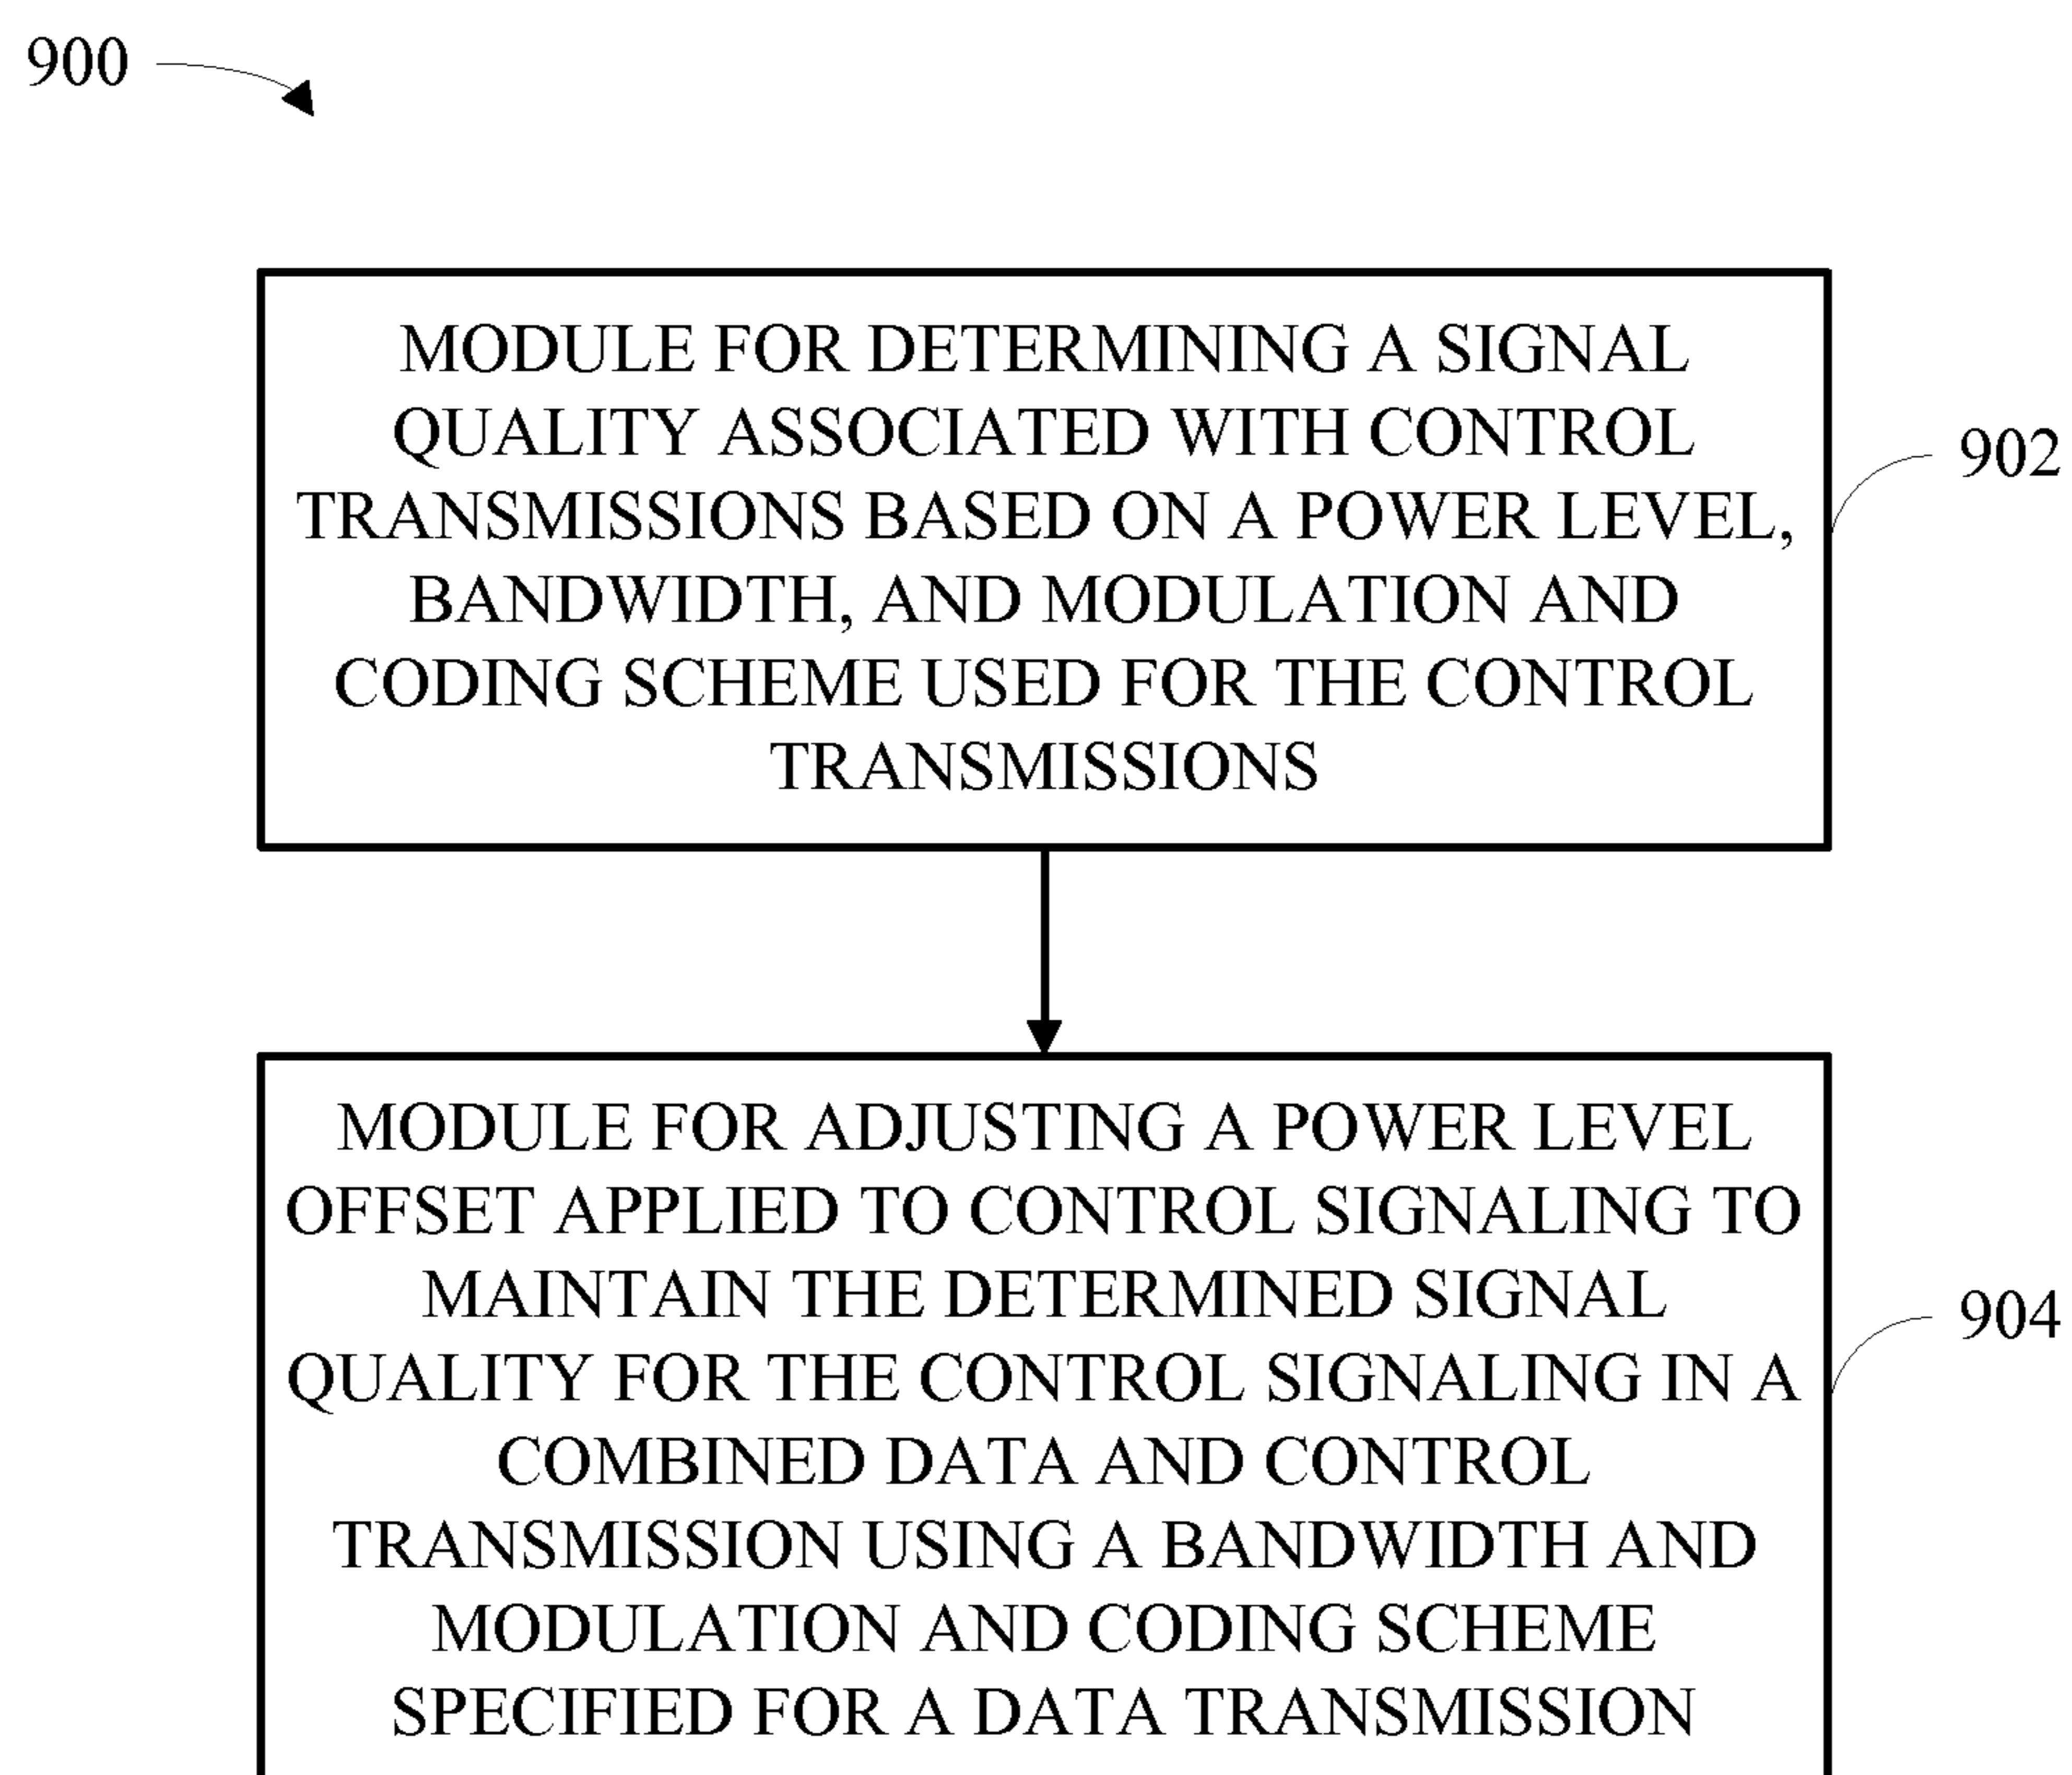 900
MODULE FOR DETERMINING A SIGNAL
QUALITY ASSOCIATED WITH CONTROL
TRANSMISSIONS BASED ON A POWER LEVEL,
BANDWIDTH, AND MODULATION AND
CODING SCHEME USED FOR THE CONTROL
TRANSMISSIONS
902
MODULE FOR ADJUSTING A POWER LEVEL
OFFSET APPLIED TO CONTROL SIGNALING TO
MAINTAIN THE DETERMINED SIGNAL
QUALITY FOR THE CONTROL SIGNALING IN A
COMBINED DATA AND CONTROL
TRANSMISSION USING A BANDWIDTH AND
MODULATION AND CODING SCHEME
SPECIFIED FOR A DATA TRANSMISSION
904